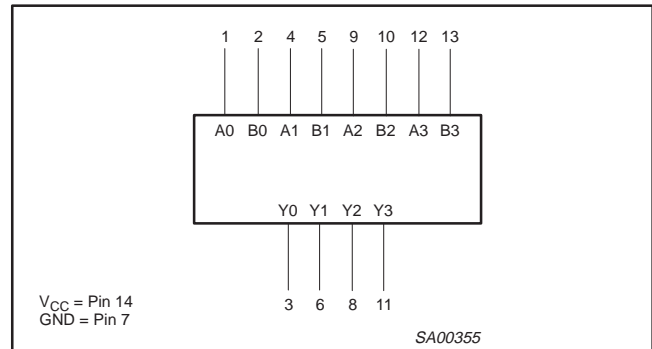 1 2 4 5 9 10 12 13
A0 B0 A1 B1 A2 B2 A3 B3
Y0 Y1 Y2 Y3
3 6 8 11
VCC = Pin 14
GND = Pin 7
SA00355